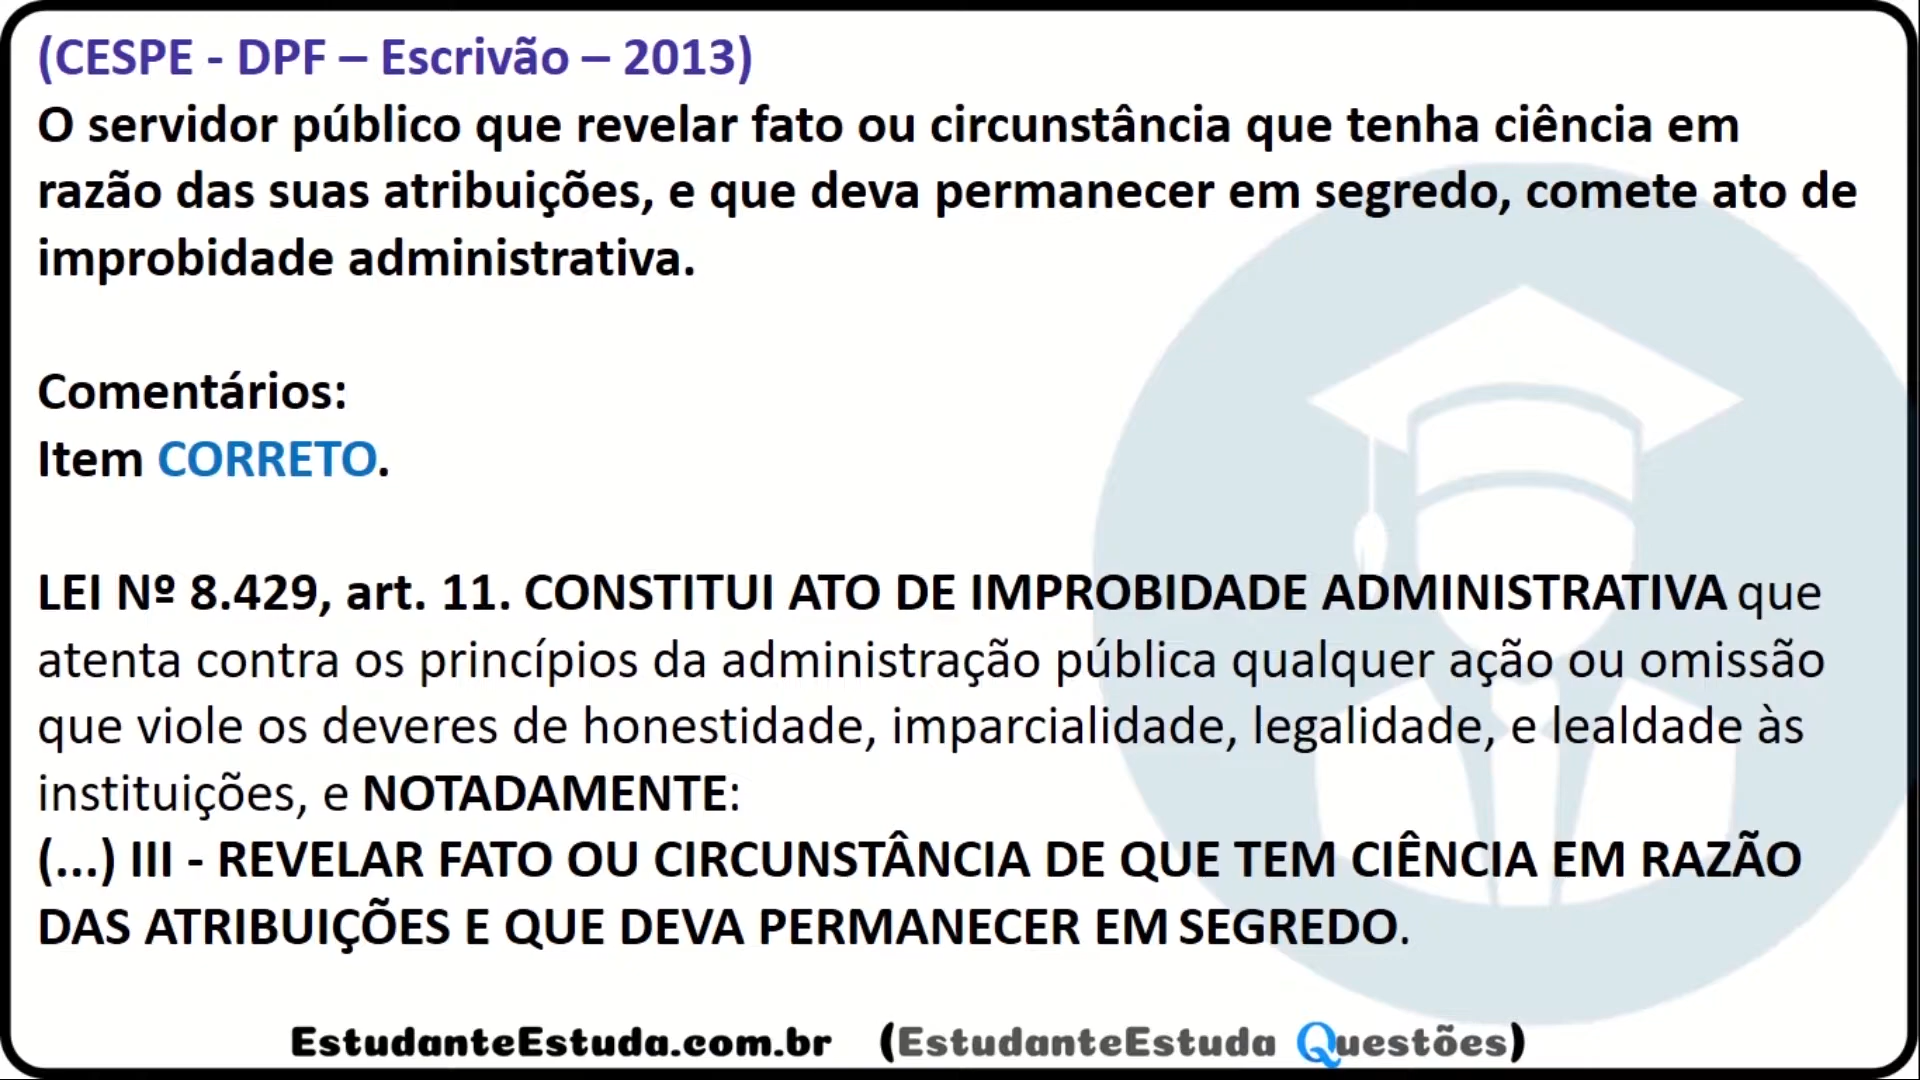 (CESPE - DPF – Escrivão – 2013)
O servidor público que revelar fato ou circunstância que tenha ciência em
razão das suas atribuições, e que deva permanecer em segredo, comete ato de
improbidade administrativa.
Comentários:
Item CORRETO.
LEI Nº 8.429, art. 11. CONSTITUI ATO DE IMPROBIDADE ADMINISTRATIVA que
atenta contra os princípios da administração pública qualquer ação ou omissão
que viole os deveres de honestidade, imparcialidade, legalidade, e lealdade às
instituições, e NOTADAMENTE:
(...) III - REVELAR FATO OU CIRCUNSTÂNCIA DE QUE TEM CIÊNCIA EM RAZÃO
DAS ATRIBUIÇÕES E QUE DEVA PERMANECER EM SEGREDO.
EstudanteEstuda.com.br (EstudanteEstuda Questões)